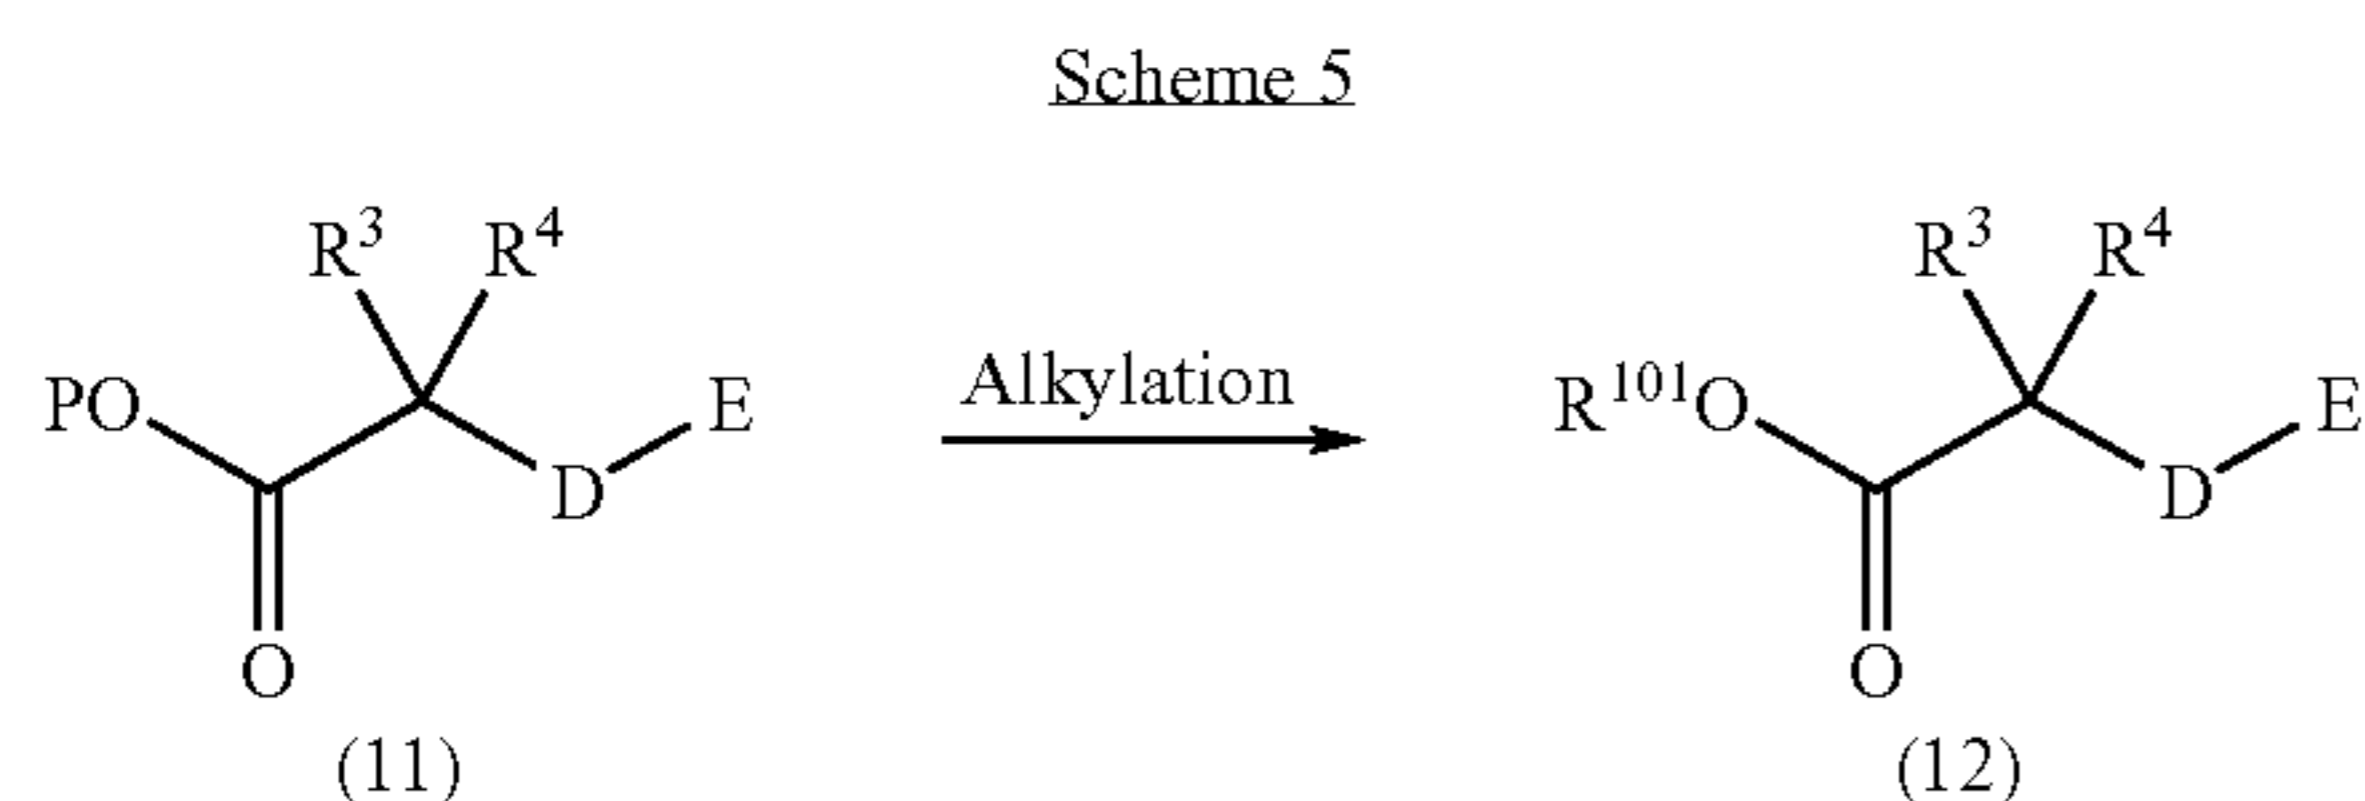 Scheme 5
R³ R⁴ R³ R⁴
PO E Alkylation R¹⁰¹O E
D D
O O
(11) (12)